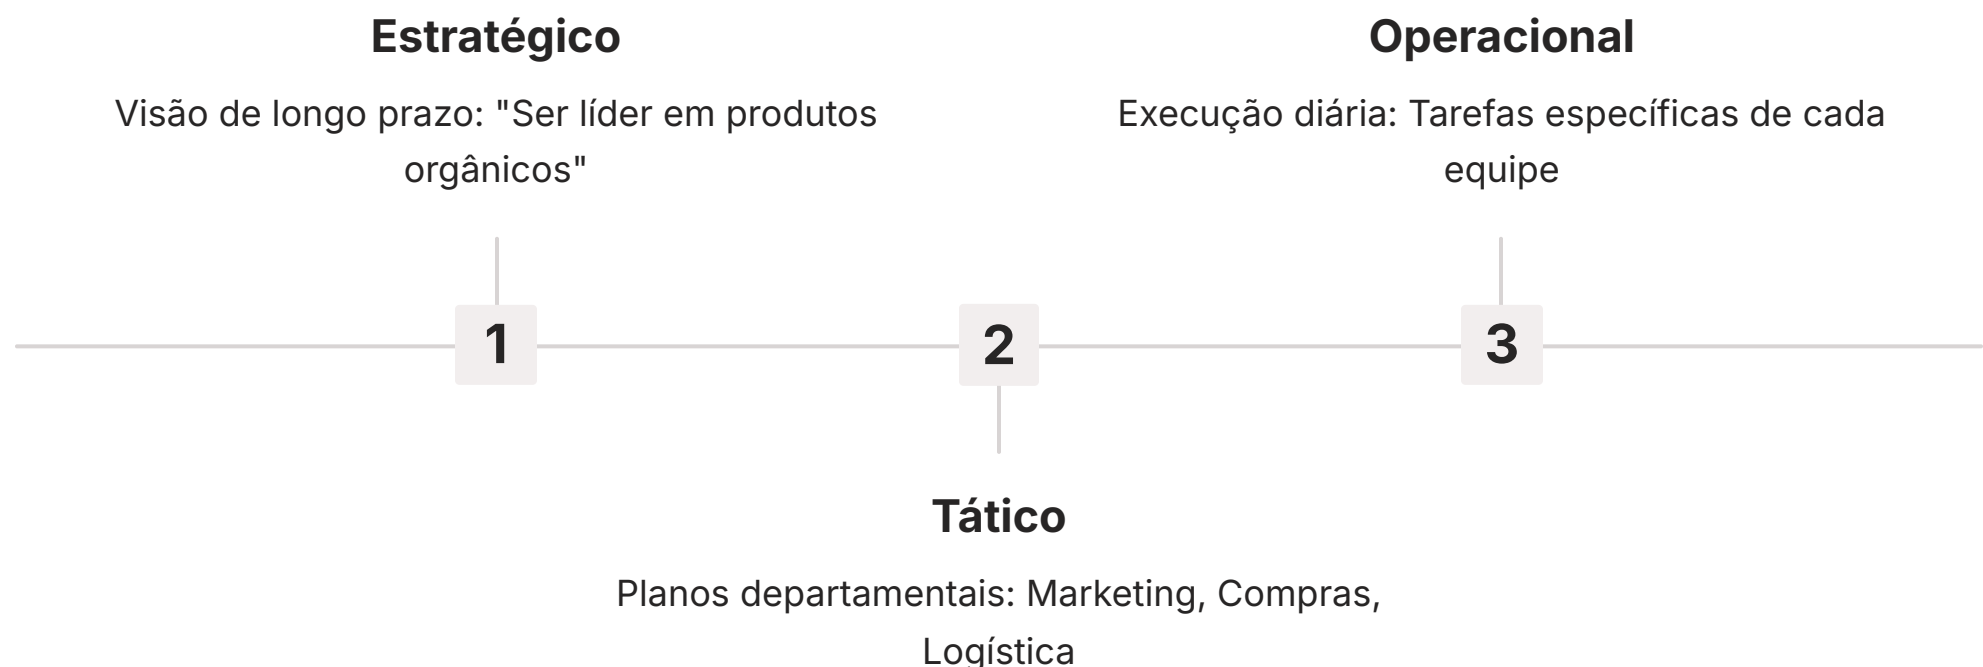 Estratégico
Visão de longo prazo: "Ser líder em produtos
orgânicos"
Operacional
Execução diária: Tarefas específicas de cada
equipe
1
2
3
Tático
Planos departamentais: Marketing, Compras,
Logística